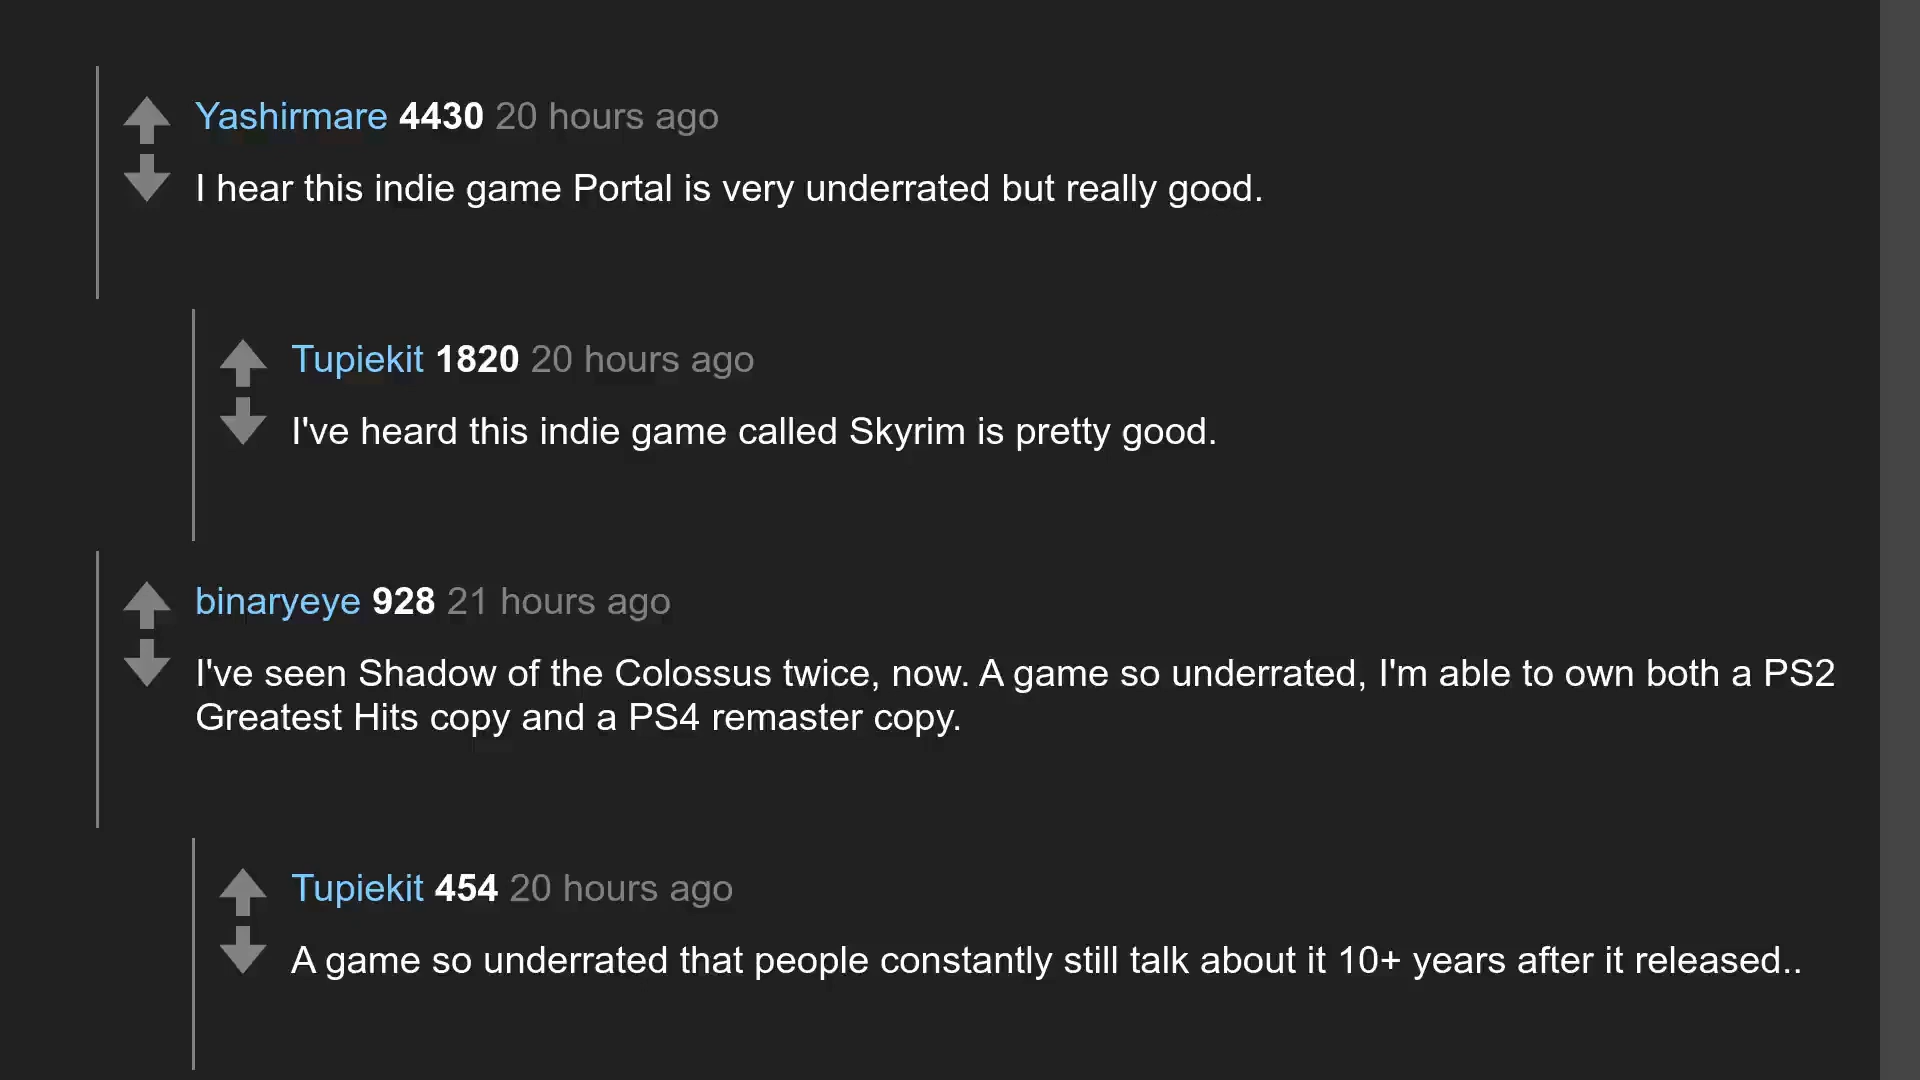 Yashirmare 4430 20 hours ago
I hear this indie game Portal is very underrated but really good.
Tupiekit 1820 20 hours ago
I've heard this indie game called Skyrim is pretty good.
binaryeye 928 21 hours ago
I've seen Shadow of the Colossus twice, now. A game so underrated, I'm able to own both a PS2
Greatest Hits copy and a PS4 remaster copy.
Tupiekit 454 20 hours ago
A game so underrated that people constantly still talk about it 10+ years after it released..